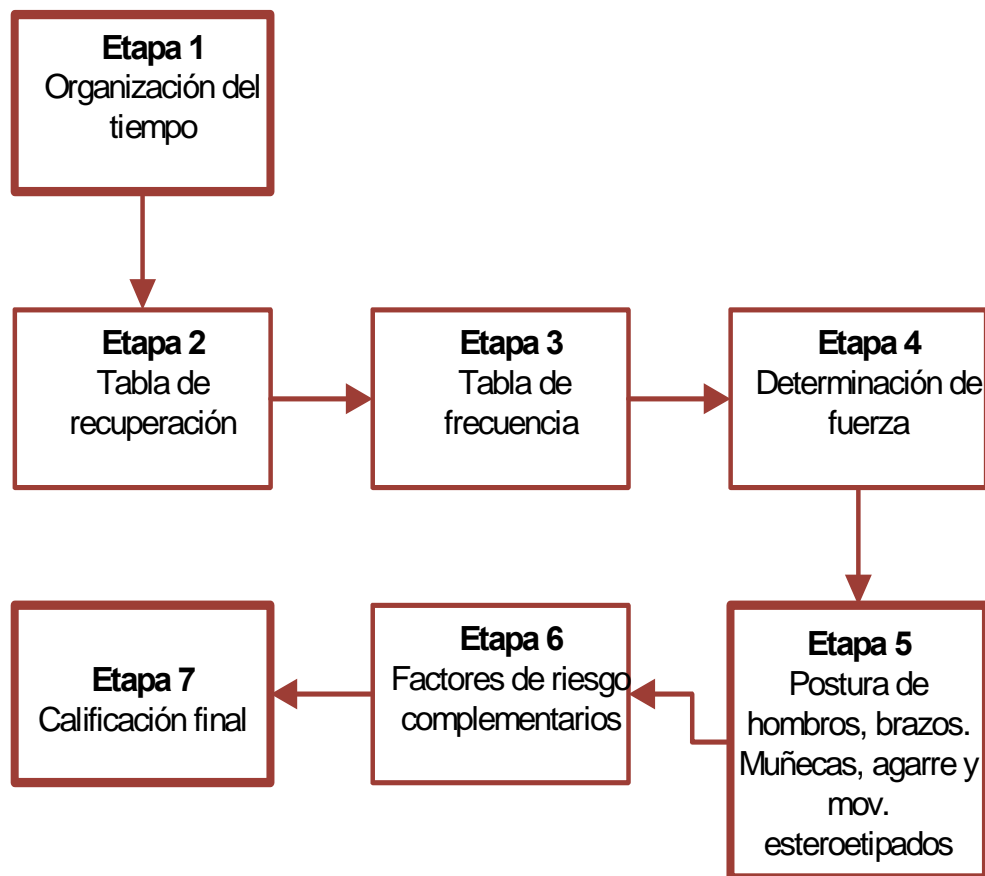 Etapa 1
Organización del
tiempo
Etapa 2
Tabla de
recuperación
Etapa 3
Tabla de
frecuencia
Etapa 4
Determinación de
fuerza
Etapa 5
Postura de
hombros, brazos.
Muñecas, agarre y
mov.
esteroetipados
Etapa 6
Factores de riesgo
complementarios
Etapa 7
Calificación final